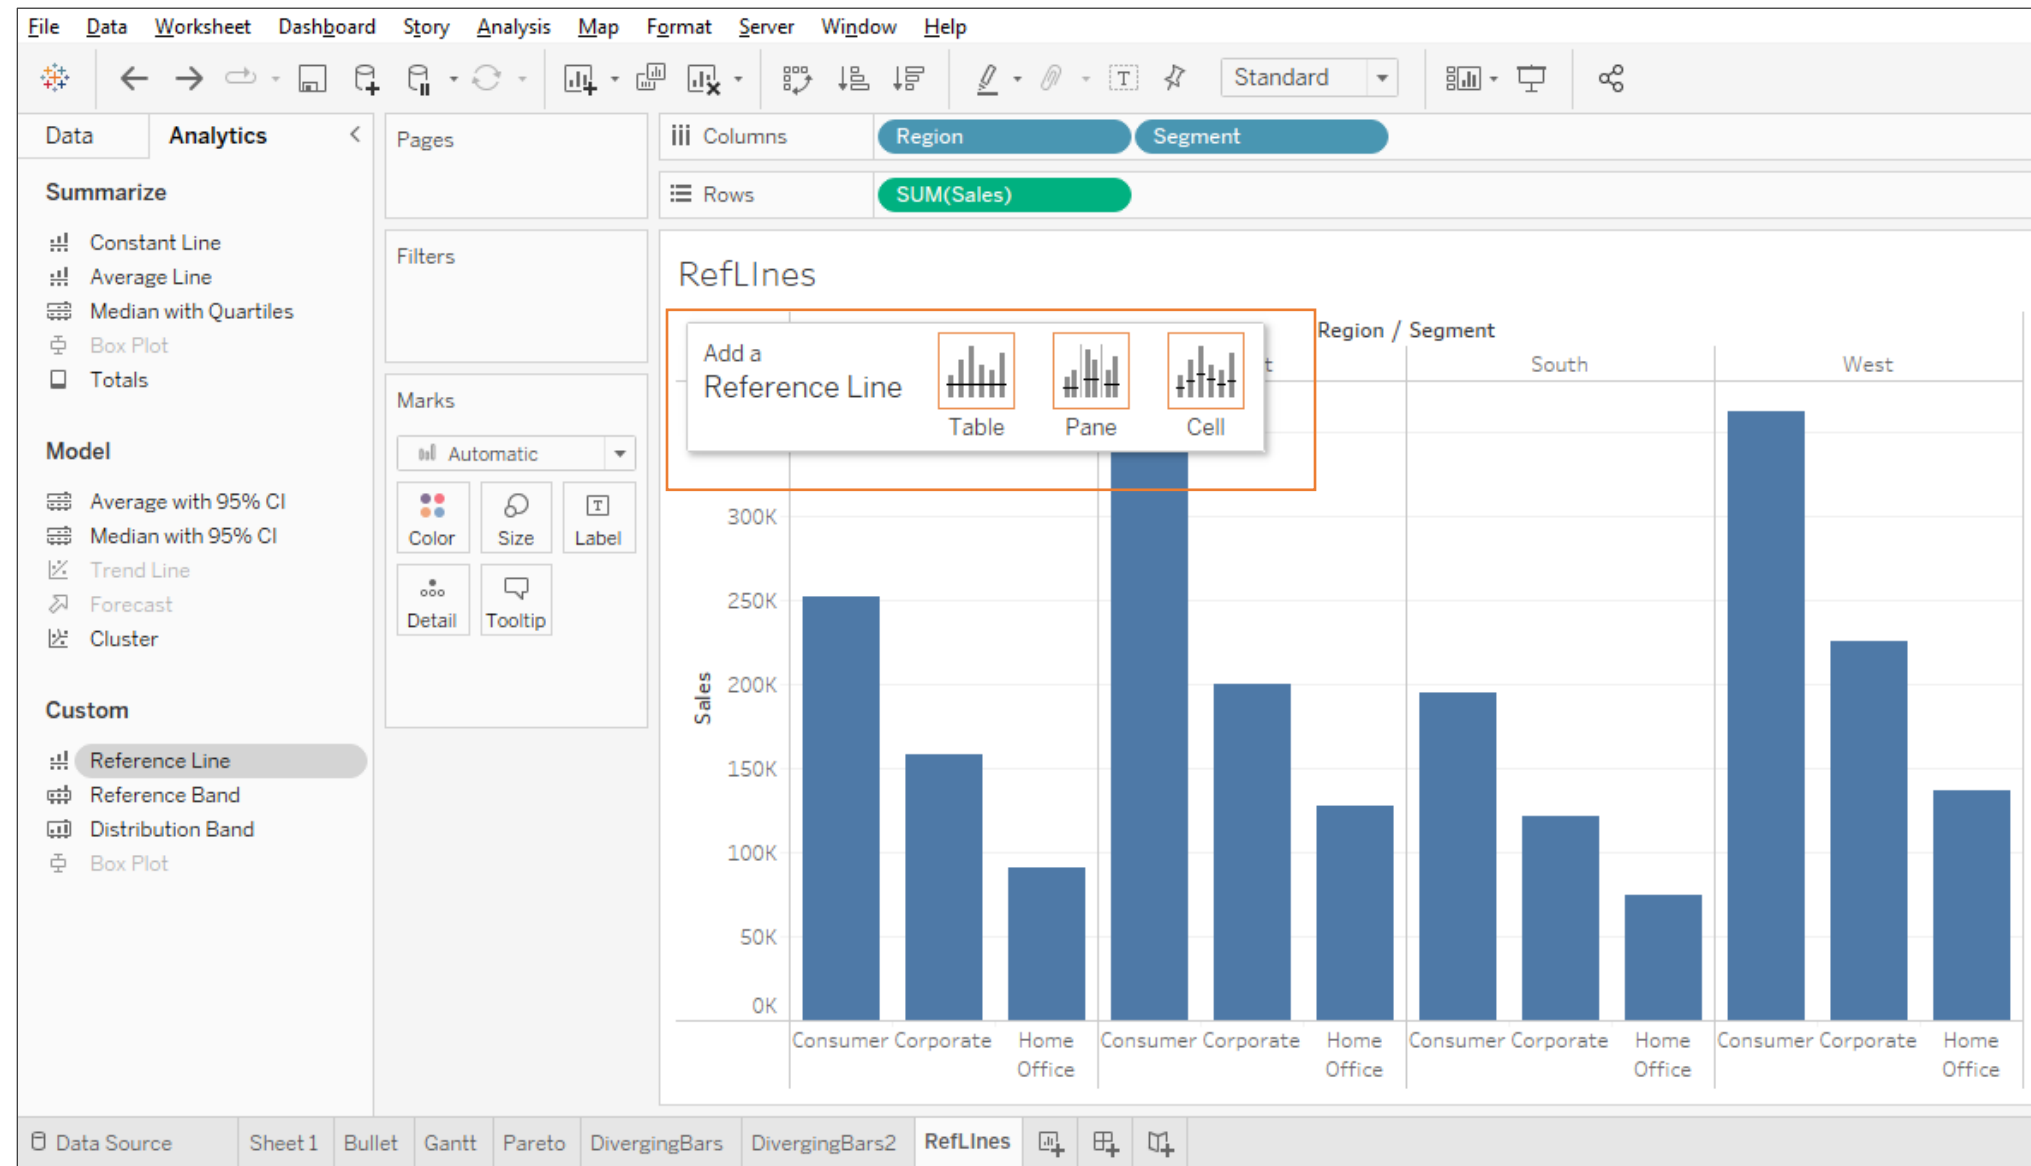 File Data Worksheet Dashboard Story Analysis Map Format Server Window Help
Standard
Data Analytics
Pages
Columns Region Segment
Rows SUM(Sales)
Summarize
Constant Line
Average Line
Median with Quartiles
Box Plot
Totals
Model
Average with 95% CI
Median with 95% CI
Trend Line
Forecast
Cluster
Custom
Reference Line
Reference Band
Distribution Band
Box Plot
Filters
Marks
Automatic
Color Size Label
Detail Tooltip
RefLInes
Add a
Reference Line
Table Pane Cell
Region / Segment
South West
Sales
300K
250K
200K
150K
100K
50K
0K
Consumer Corporate Home Office Consumer Corporate Home Office Consumer Corporate Home Office Consumer Corporate Home Office
Data Source Sheet 1 Bullet Gantt Pareto DivergingBars DivergingBars2 RefLInes